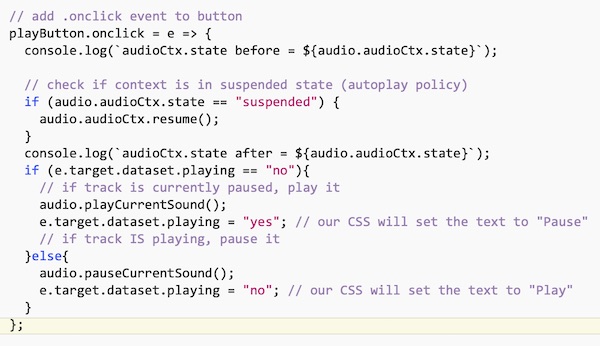 // add .onclick event to button
playButton.onclick = e => {
  console.log(`audioCtx.state before = ${audio.audioCtx.state}`);

  // check if context is in suspended state (autoplay policy)
  if (audio.audioCtx.state == "suspended") {
    audio.audioCtx.resume();
  }
  console.log(`audioCtx.state after = ${audio.audioCtx.state}`);
  if (e.target.dataset.playing == "no"){
    // if track is currently paused, play it
    audio.playCurrentSound();
    e.target.dataset.playing = "yes"; // our CSS will set the text to "Pause"
    // if track IS playing, pause it
  }else{
    audio.pauseCurrentSound();
    e.target.dataset.playing = "no"; // our CSS will set the text to "Play"
  }
};